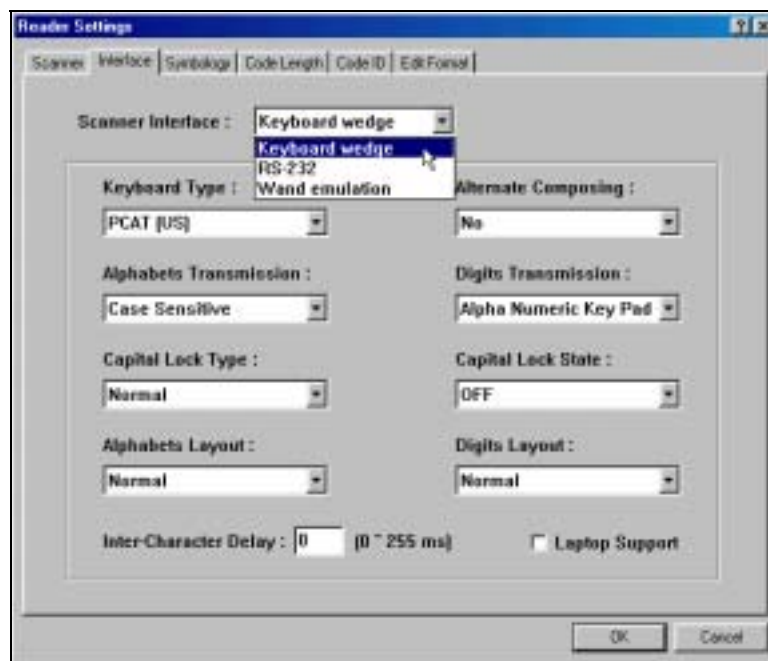 Reader Settings
Scanner Interface Symbology Code Length Code ID Edit Format
Scanner Interface : Keyboard wedge
Keyboard wedge
RS-232
Wand emulation
Keyboard Type : Alternate Composing :
PCAT (US) No
Alphabets Transmission : Digits Transmission :
Case Sensitive Alpha Numeric Key Pad
Capital Lock Type : Capital Lock State :
Normal OFF
Alphabets Layout : Digits Layout :
Normal Normal
Inter-Character Delay : 0 (0 ~ 255 ms) Laptop Support
OK Cancel